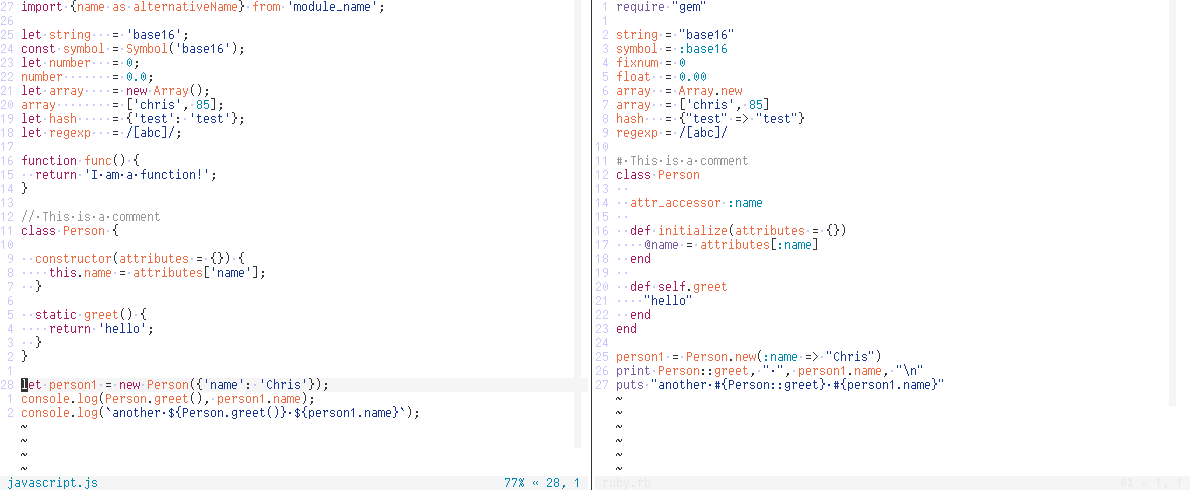 27 import {name as alternativeName} from 'module_name';
26
25 let string   = 'base16';
24 const symbol = Symbol('base16');
23 let number   = 0;
22 number       = 0.0;
21 let array    = new Array();
20 array        = ['chris', 85];
19 let hash     = {'test': 'test'};
18 let regexp   = /[abc]/;
17
16 function func() {
15   return 'I am a function!';
14 }
13
12 // This is a comment
11 class Person {
10
9   constructor(attributes = {}) {
8     this.name = attributes['name'];
7   }
6
5   static greet() {
4     return 'hello';
3   }
2 }
1
28 let person1 = new Person({'name': 'Chris'});
1 console.log(Person.greet(), person1.name);
2 console.log(`another ${Person.greet()} ${person1.name}`);
~
~
~
~
javascript.js 77% « 28, 1
1 require "gem"
1
2 string = "base16"
3 symbol = :base16
4 fixnum = 0
5 float  = 0.00
6 array  = Array.new
7 array  = ['chris', 85]
8 hash   = {"test" => "test"}
9 regexp = /[abc]/
10
11 # This is a comment
12 class Person
13
14   attr_accessor :name
15
16   def initialize(attributes = {})
17     @name = attributes[:name]
18   end
19
20   def self.greet
21     "hello"
22   end
23 end
24
25 person1 = Person.new(:name => "Chris")
26 print Person::greet, " ", person1.name, "\n"
27 puts "another #{Person::greet} #{person1.name}"
~
~
~
~
~
~
ruby.rb 0% « 1, 1